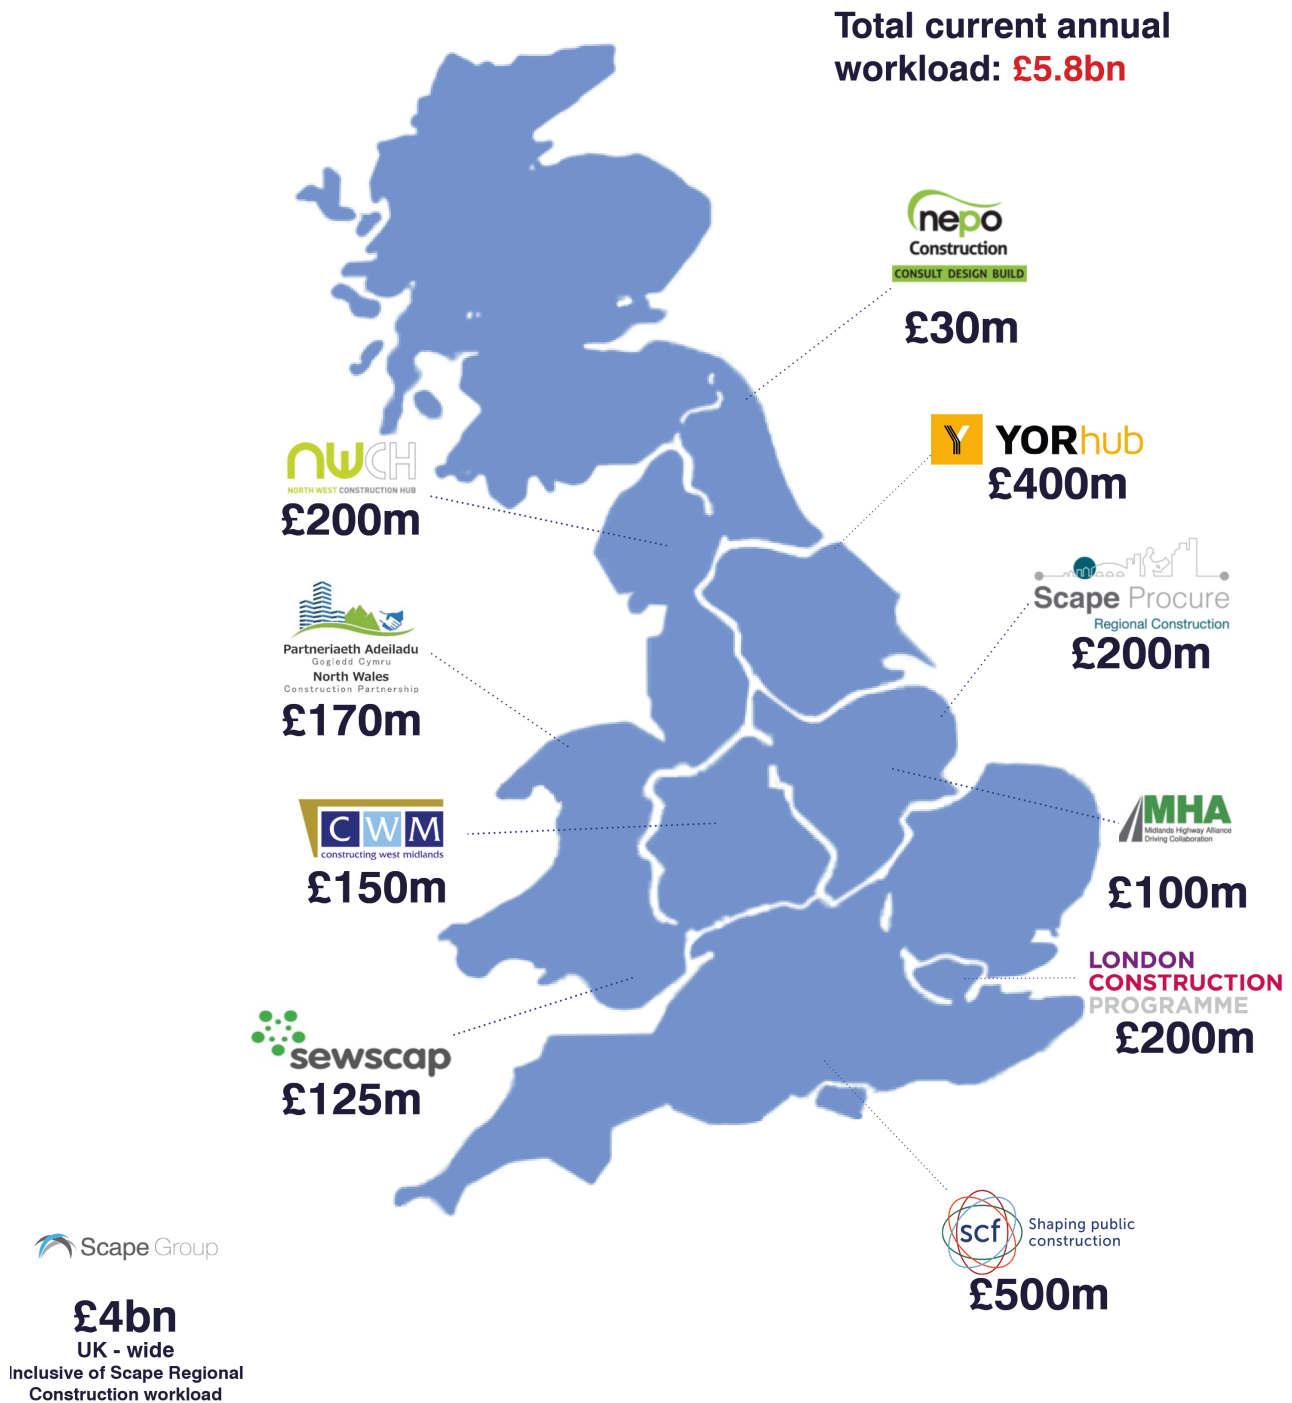 Total current annual
workload: £5.8bn
nepo
Construction
CONSULT DESIGN BUILD
£30m
YORhub
£400m
NWCH
NORTH WEST CONSTRUCTION HUB
£200m
Scape Procure
Regional Construction
£200m
Partneriaeth Adeiladu
Gogledd Cymru
North Wales
Construction Partnership
£170m
MHA
Midlands Highway Alliance
Driving Collaboration
£100m
CWM
constructing west midlands
£150m
LONDON
CONSTRUCTION
PROGRAMME
£200m
sewscap
£125m
scf
Shaping public
construction
£500m
Scape Group
£4bn
UK - wide
Inclusive of Scape Regional
Construction workload